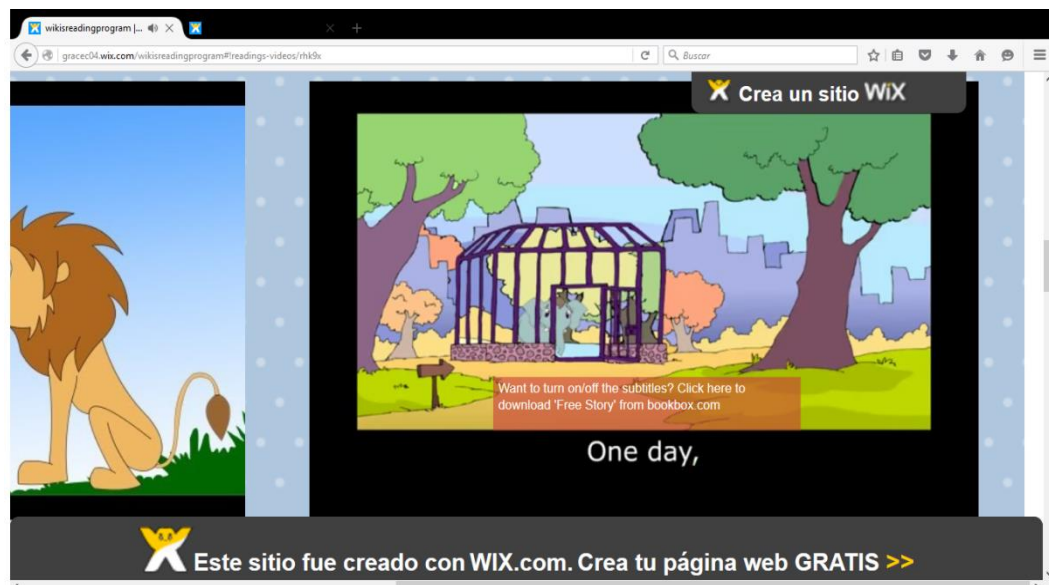 wikisreadingprogram |...
gracec04.wix.com/wikisreadingprogram#!readings-videos/rhk9x
Buscar
Crea un sitio WiX
Want to turn on/off the subtitles? Click here to
download 'Free Story' from bookbox.com
One day,
Este sitio fue creado con WIX.com. Crea tu página web GRATIS >>